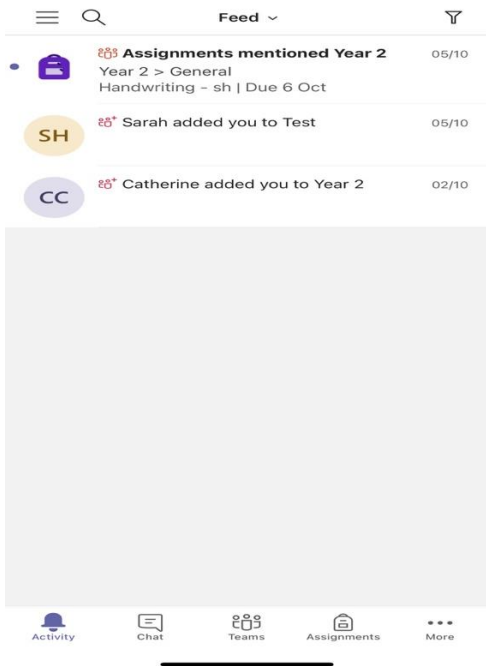 Feed
Assignments mentioned Year 2 05/10
Year 2 > General
Handwriting - sh | Due 6 Oct
SH Sarah added you to Test 05/10
CC Catherine added you to Year 2 02/10
Activity Chat Teams Assignments More